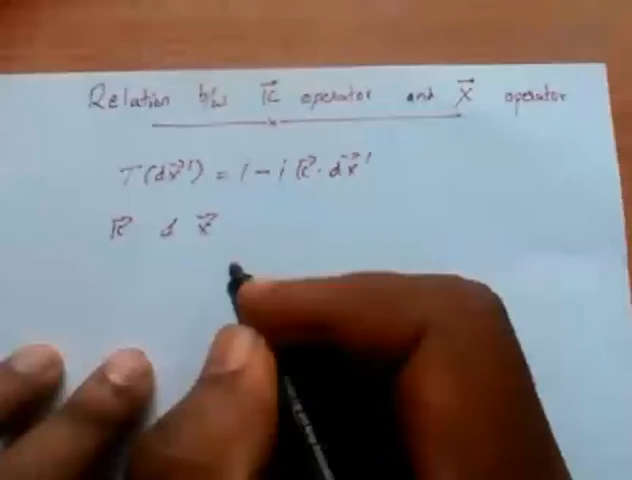 Relation b/w K⃗ operator and X⃗ operator
T(dx⃗') = 1 - i K⃗ · dx⃗'
K⃗ & x⃗